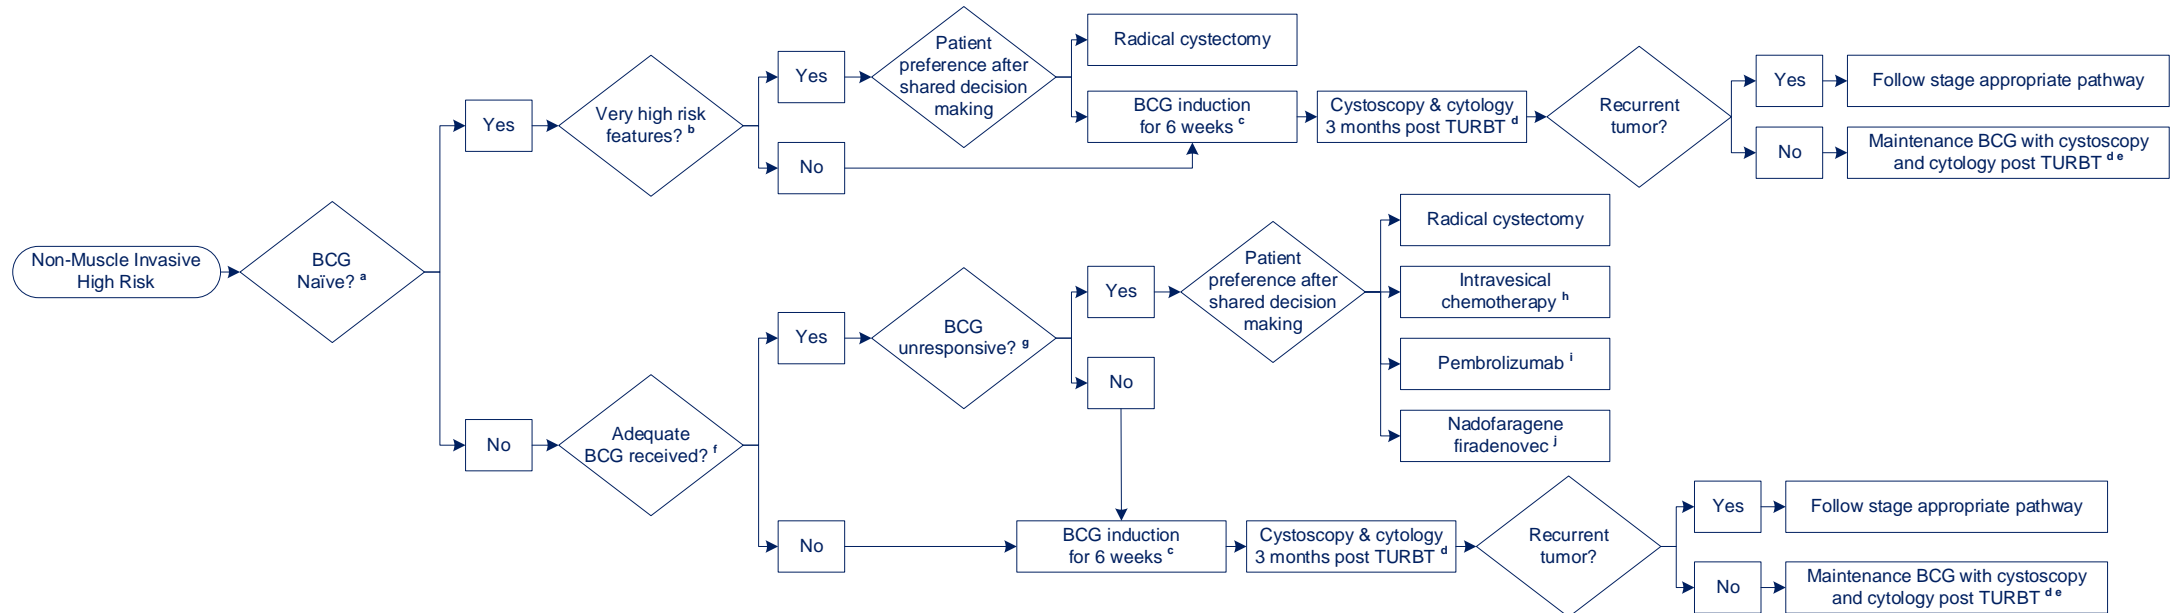 Non-Muscle Invasive
High Risk
BCG
Naïve? a
Yes
Very high risk
features? b
Yes
Patient
preference after
shared decision
making
Radical cystectomy
BCG induction
for 6 weeks c
No
Cystoscopy & cytology
3 months post TURBT d
Recurrent
tumor?
Yes
Follow stage appropriate pathway
No
Maintenance BCG with cystoscopy
and cytology post TURBT d e
No
Adequate
BCG received? f
Yes
BCG
unresponsive? g
Yes
Patient
preference after
shared decision
making
Radical cystectomy
Intravesical
chemotherapy h
Pembrolizumab i
Nadofaragene
firadenovec j
No
No
BCG induction
for 6 weeks c
Cystoscopy & cytology
3 months post TURBT d
Recurrent
tumor?
Yes
Follow stage appropriate pathway
No
Maintenance BCG with cystoscopy
and cytology post TURBT d e